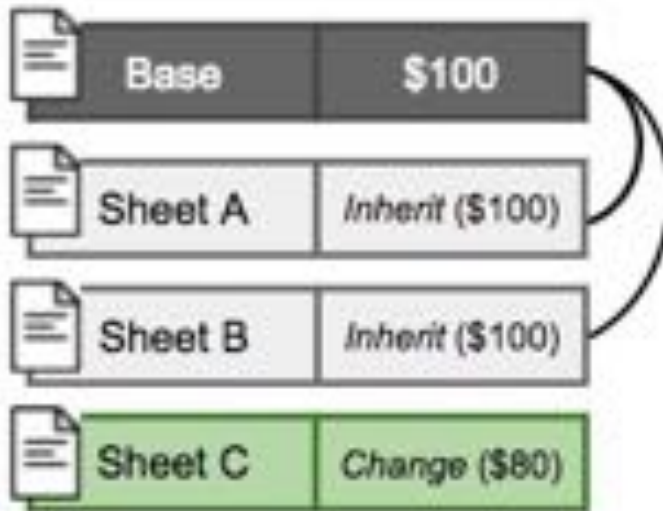 Base $100
Sheet A Inherit ($100)
Sheet B Inherit ($100)
Sheet C Change ($80)